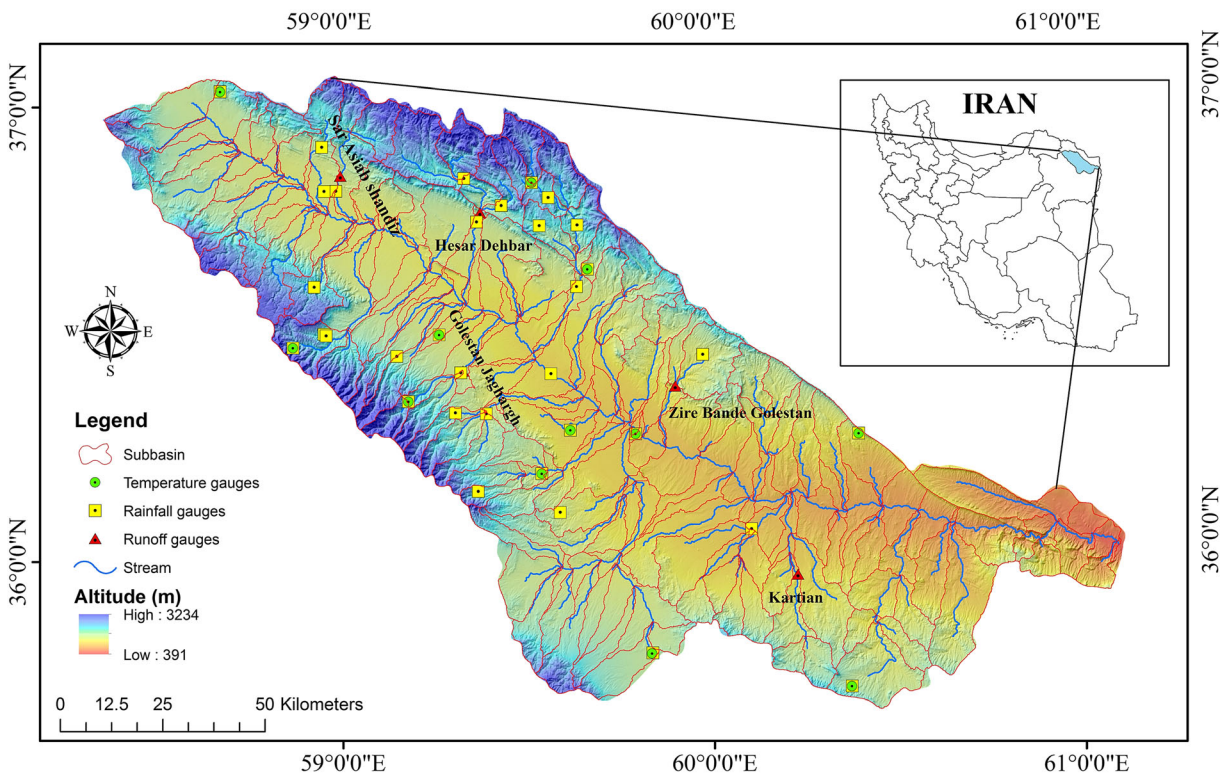 59°0'0"E
60°0'0"E
61°0'0"E
37°0'0"N
37°0'0"N
IRAN
Sar Asiab shandiz
Hesar Dehbar
N
W
E
S
Golestan Jaghargh
Zire Bande Golestan
Legend
Subbasin
Temperature gauges
Rainfall gauges
Runoff gauges
Stream
Altitude (m)
High : 3234
Low : 391
Kartian
36°0'0"N
36°0'0"N
0 12.5 25 50 Kilometers
59°0'0"E
60°0'0"E
61°0'0"E